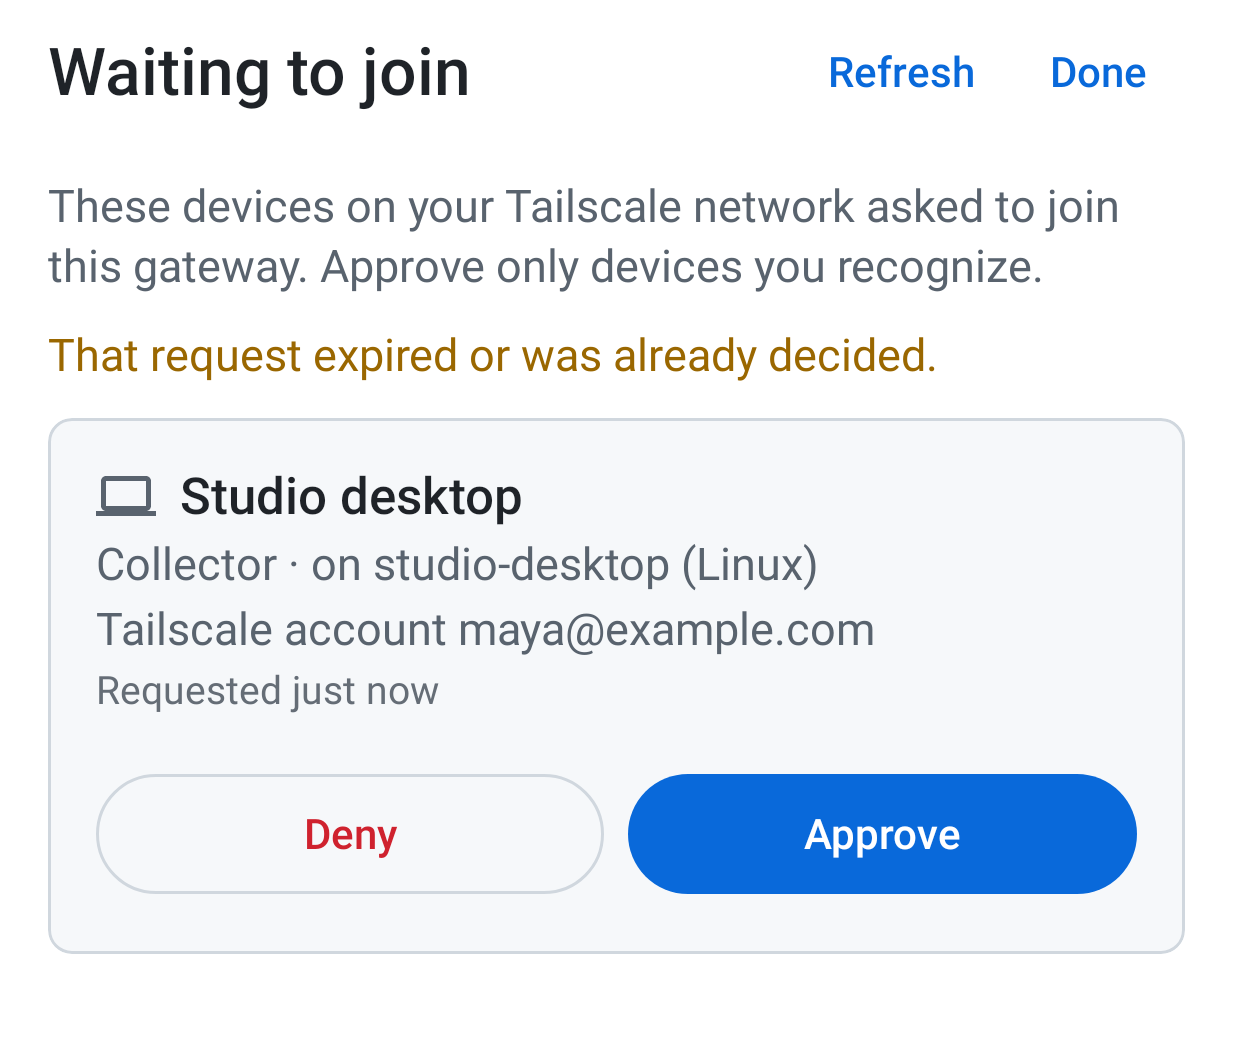 Waiting to join
Refresh
Done
These devices on your Tailscale network asked to join
this gateway. Approve only devices you recognize.
That request expired or was already decided.
Studio desktop
Collector · on studio-desktop (Linux)
Tailscale account maya@example.com
Requested just now
Deny
Approve